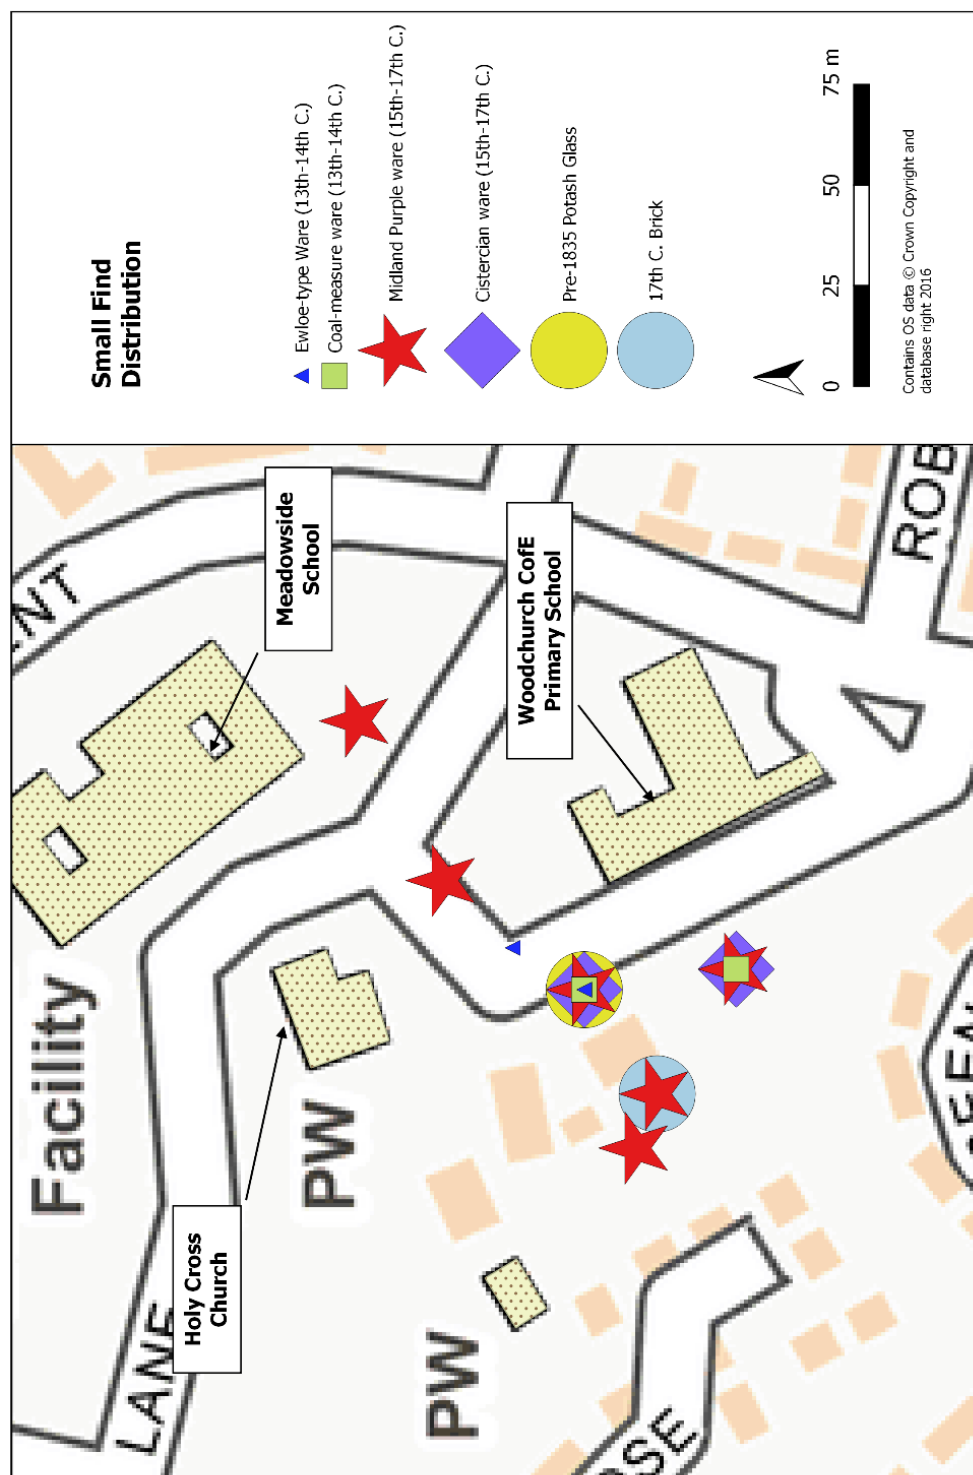 Small Find
Distribution
Ewloe-type Ware (13th-14th C.)
Coal-measure ware (13th-14th C.)
Midland Purple ware (15th-17th C.)
Cistercian ware (15th-17th C.)
Pre-1835 Potash Glass
17th C. Brick
0 25 50 75 m
Contains OS data © Crown Copyright and
database right 2016
Meadowside
School
Woodchurch CofE
Primary School
Holy Cross
Church
Facility
PW
PW
LANE
ROB